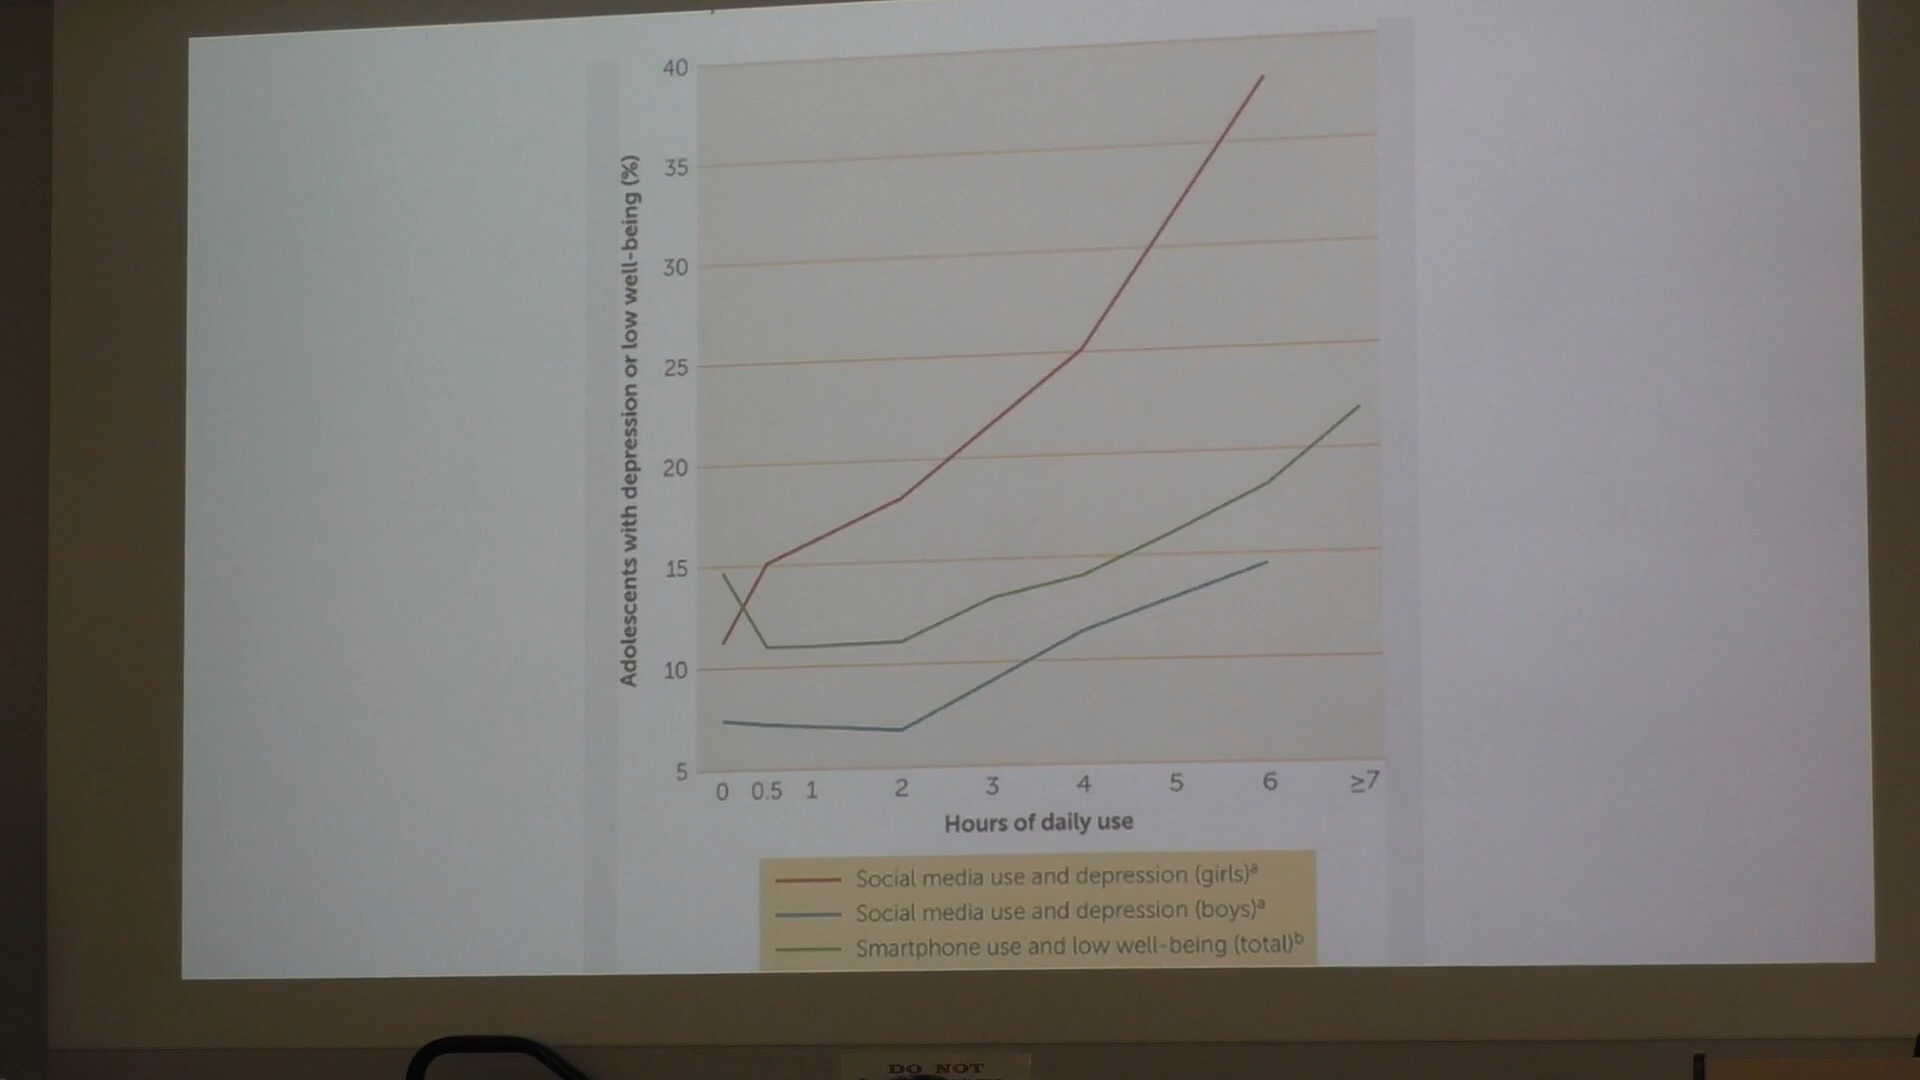 Adolescents with depression or low well-being (%)
40
35
30
25
20
15
10
5
0 0.5 1 2 3 4 5 6 ≥7
Hours of daily use
Social media use and depression (girls)ᵃ
Social media use and depression (boys)ᵃ
Smartphone use and low well-being (total)ᵇ
DO NOT